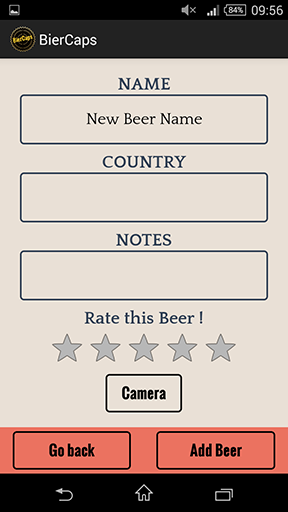 84%
09:56
BierCaps
BierCaps
NAME
New Beer Name
COUNTRY
NOTES
Rate this Beer !
Camera
Go back
Add Beer